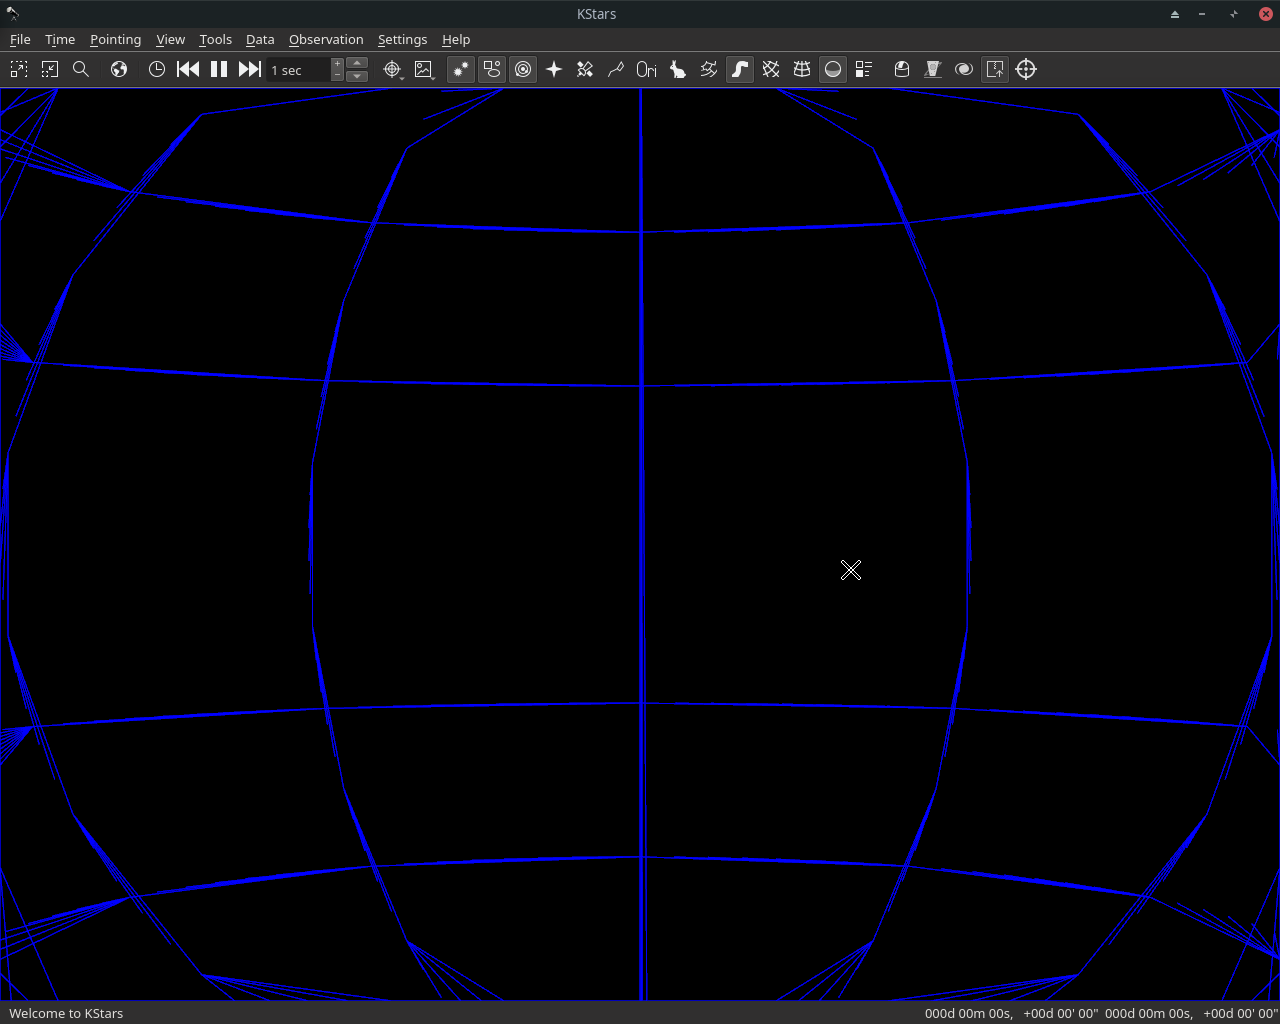 KStars
File Time Pointing View Tools Data Observation Settings Help
1 sec
Ori
Welcome to KStars
000d 00m 00s, +00d 00' 00" 000d 00m 00s, +00d 00' 00"